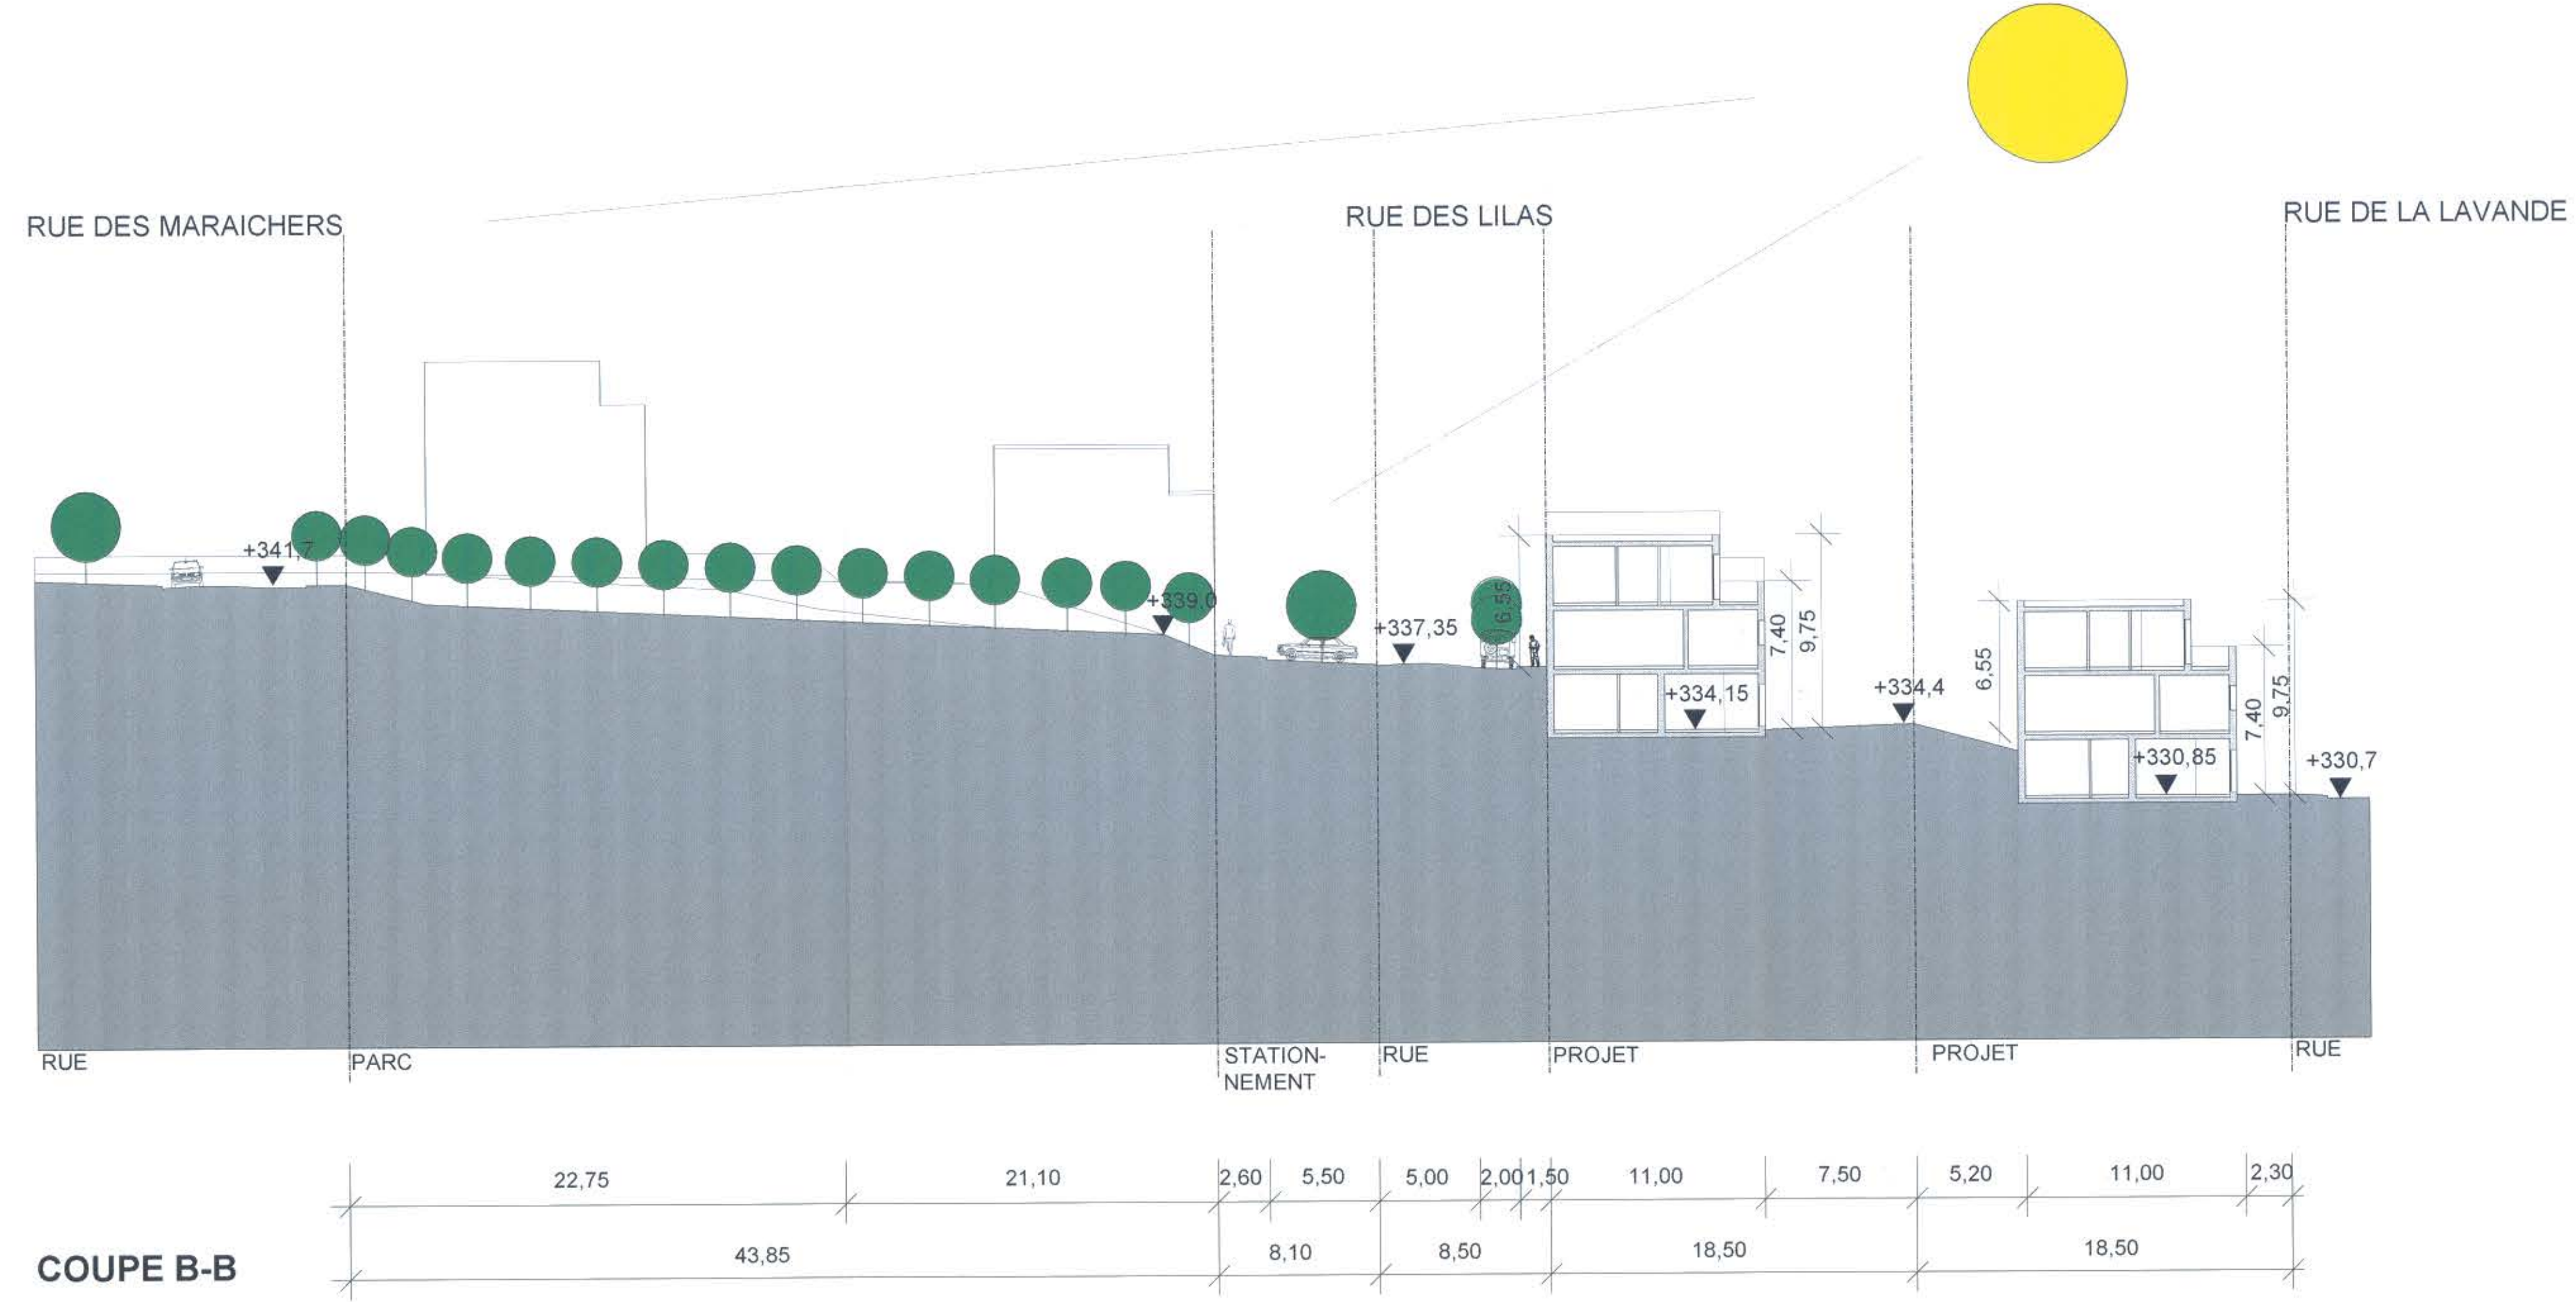 RUE DES MARAICHERS
RUE DES LILAS
RUE DE LA LAVANDE
+341,7
+339,0
+337,35
6,55
7,40
9,75
+334,15
+334,4
6,55
7,40
9,75
+330,85
+330,7
RUE
PARC
STATION-
NEMENT
RUE
PROJET
PROJET
RUE
22,75
21,10
2,60
5,50
5,00
2,00
1,50
11,00
7,50
5,20
11,00
2,30
43,85
8,10
8,50
18,50
18,50
COUPE B-B